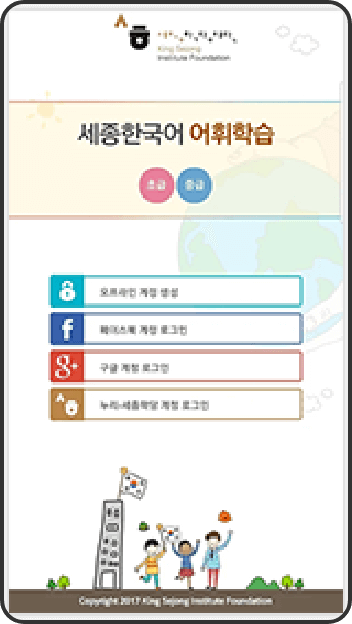 King Sejong
Institute Foundation
세종한국어 어휘학습
초급 중급
오프라인 계정 생성
페이스북 계정 로그인
구글 계정 로그인
누리-세종학당 계정 로그인
Copyright 2017 King Sejong Institute Foundation